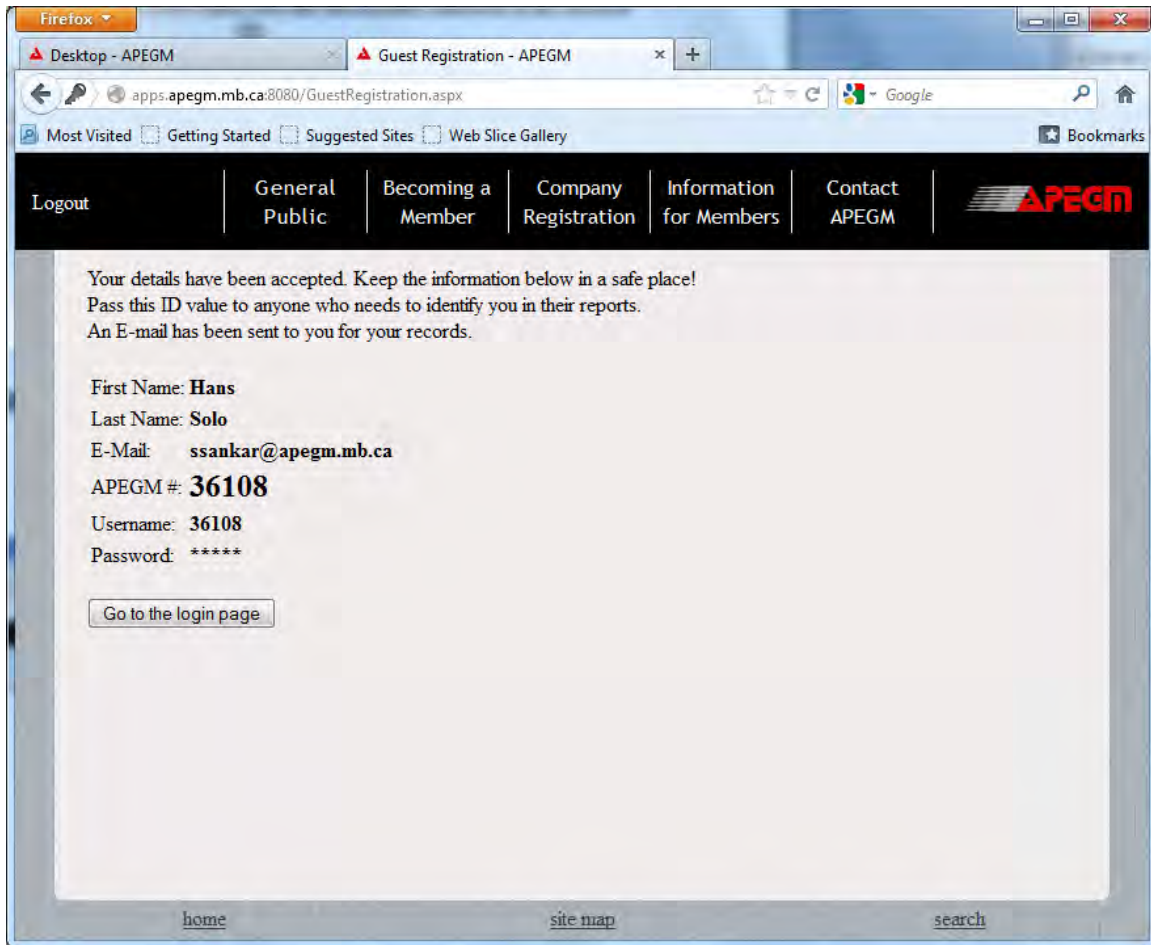 Firefox
Desktop - APEGM
Guest Registration - APEGM
apps.apegm.mb.ca:8080/GuestRegistration.aspx
Google
Most Visited Getting Started Suggested Sites Web Slice Gallery Bookmarks
Logout
General Public
Becoming a Member
Company Registration
Information for Members
Contact APEGM
APEGM
Your details have been accepted. Keep the information below in a safe place!
Pass this ID value to anyone who needs to identify you in their reports.
An E-mail has been sent to you for your records.
First Name: Hans
Last Name: Solo
E-Mail: ssankar@apegm.mb.ca
APEGM #: 36108
Username: 36108
Password: *****
Go to the login page
home site map search